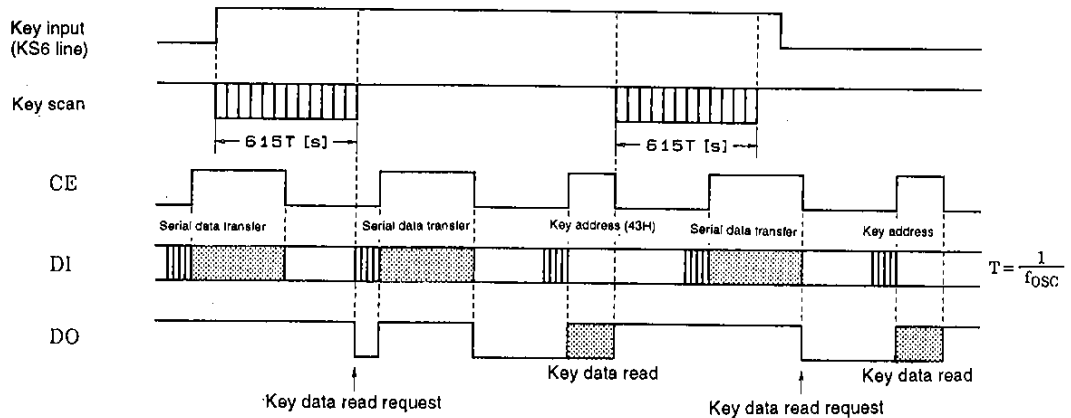 Key input
(KS6 line)
Key scan
615T [s]
615T [s]
CE
Serial data transfer
Serial data transfer
Key address (43H)
Serial data transfer
Key address
DI
T = 1/fOSC
DO
Key data read
Key data read
Key data read request
Key data read request